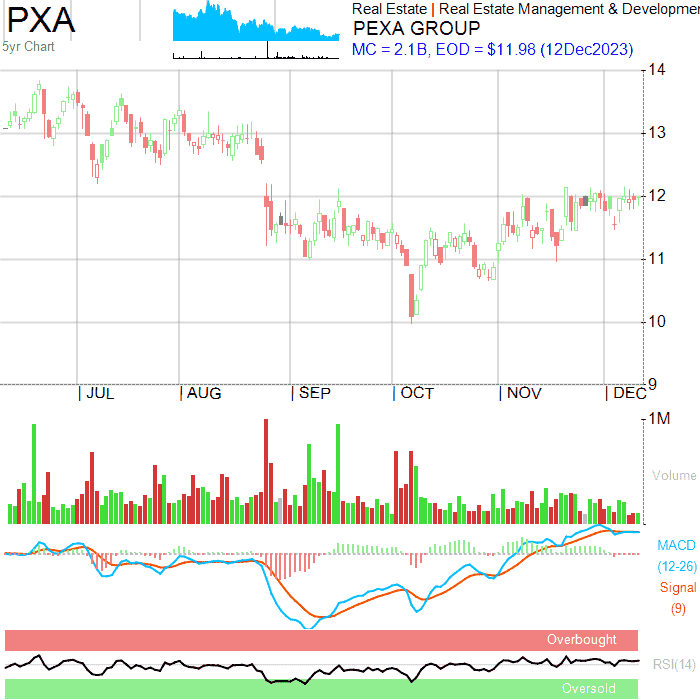 PXA
5yr Chart
Real Estate | Real Estate Management & Developmen
PEXA GROUP
MC = 2.1B, EOD = $11.98 (12Dec2023)
14
13
12
11
10
9
JUL AUG SEP OCT NOV DEC
1M
Volume
MACD
(12-26)
Signal
(9)
Overbought
RSI(14)
Oversold